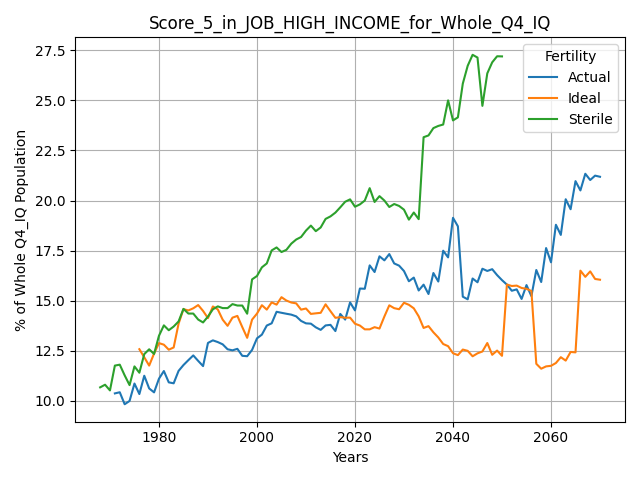 Score_5_in_JOB_HIGH_INCOME_for_Whole_Q4_IQ
27.5
25.0
22.5
20.0
17.5
15.0
12.5
10.0
% of Whole Q4_IQ Population
Fertility
Actual
Ideal
Sterile
1980
2000
2020
2040
2060
Years